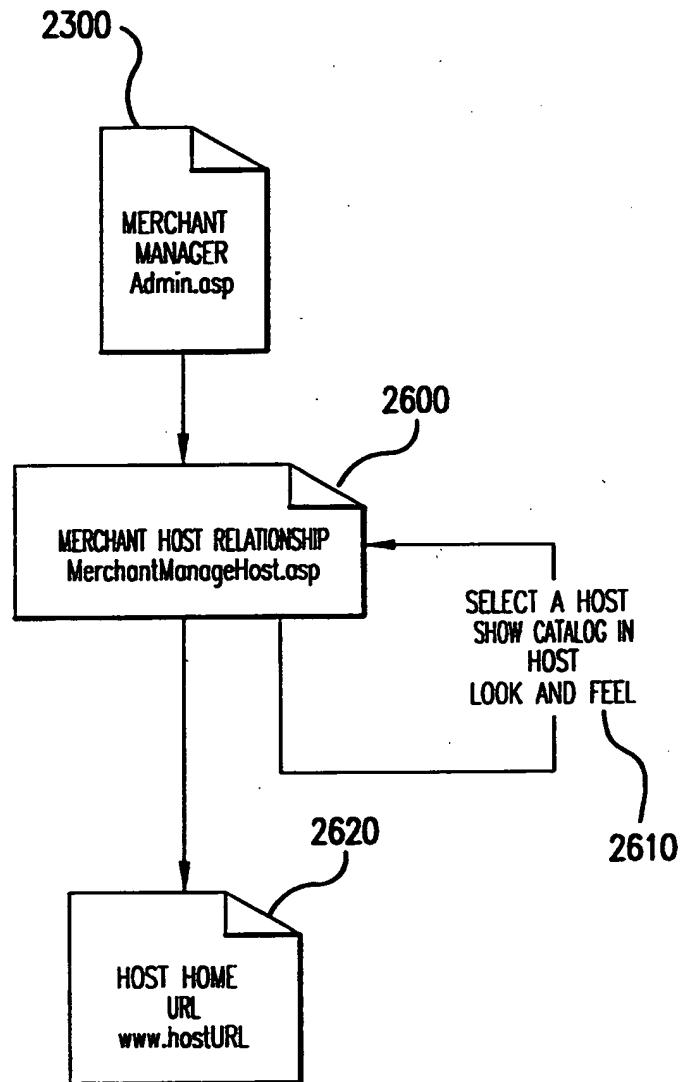 2300
MERCHANT
MANAGER
Admin.asp
2600
MERCHANT HOST RELATIONSHIP
MerchantManageHost.asp
SELECT A HOST
SHOW CATALOG IN
HOST
LOOK AND FEEL
2610
2620
HOST HOME
URL
www.hostURL